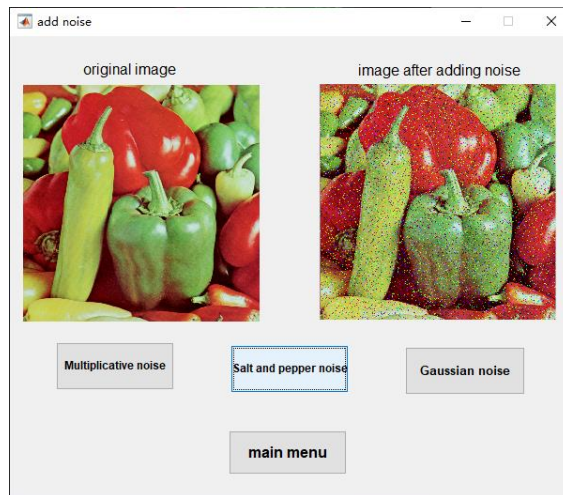 add noise
original image
image after adding noise
Multiplicative noise
Salt and pepper noise
Gaussian noise
main menu